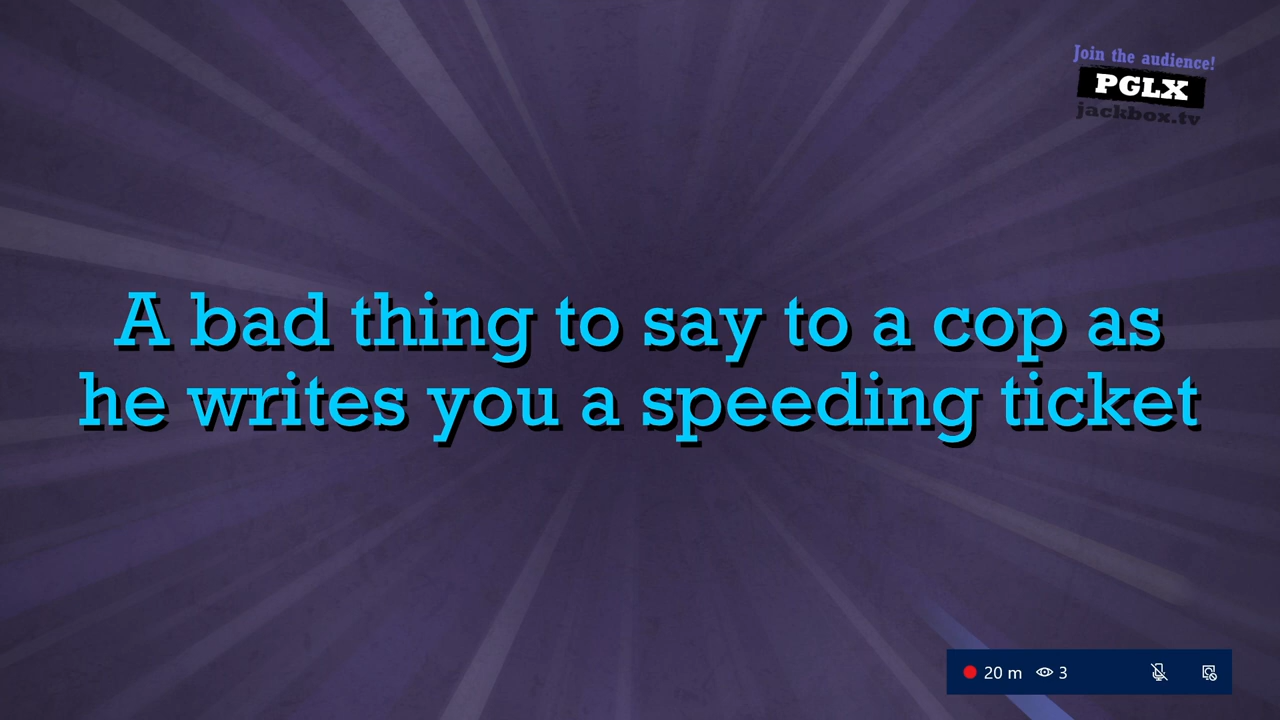 Join the audience!
PGLX
jackbox.tv
A bad thing to say to a cop as
he writes you a speeding ticket
20 m 3